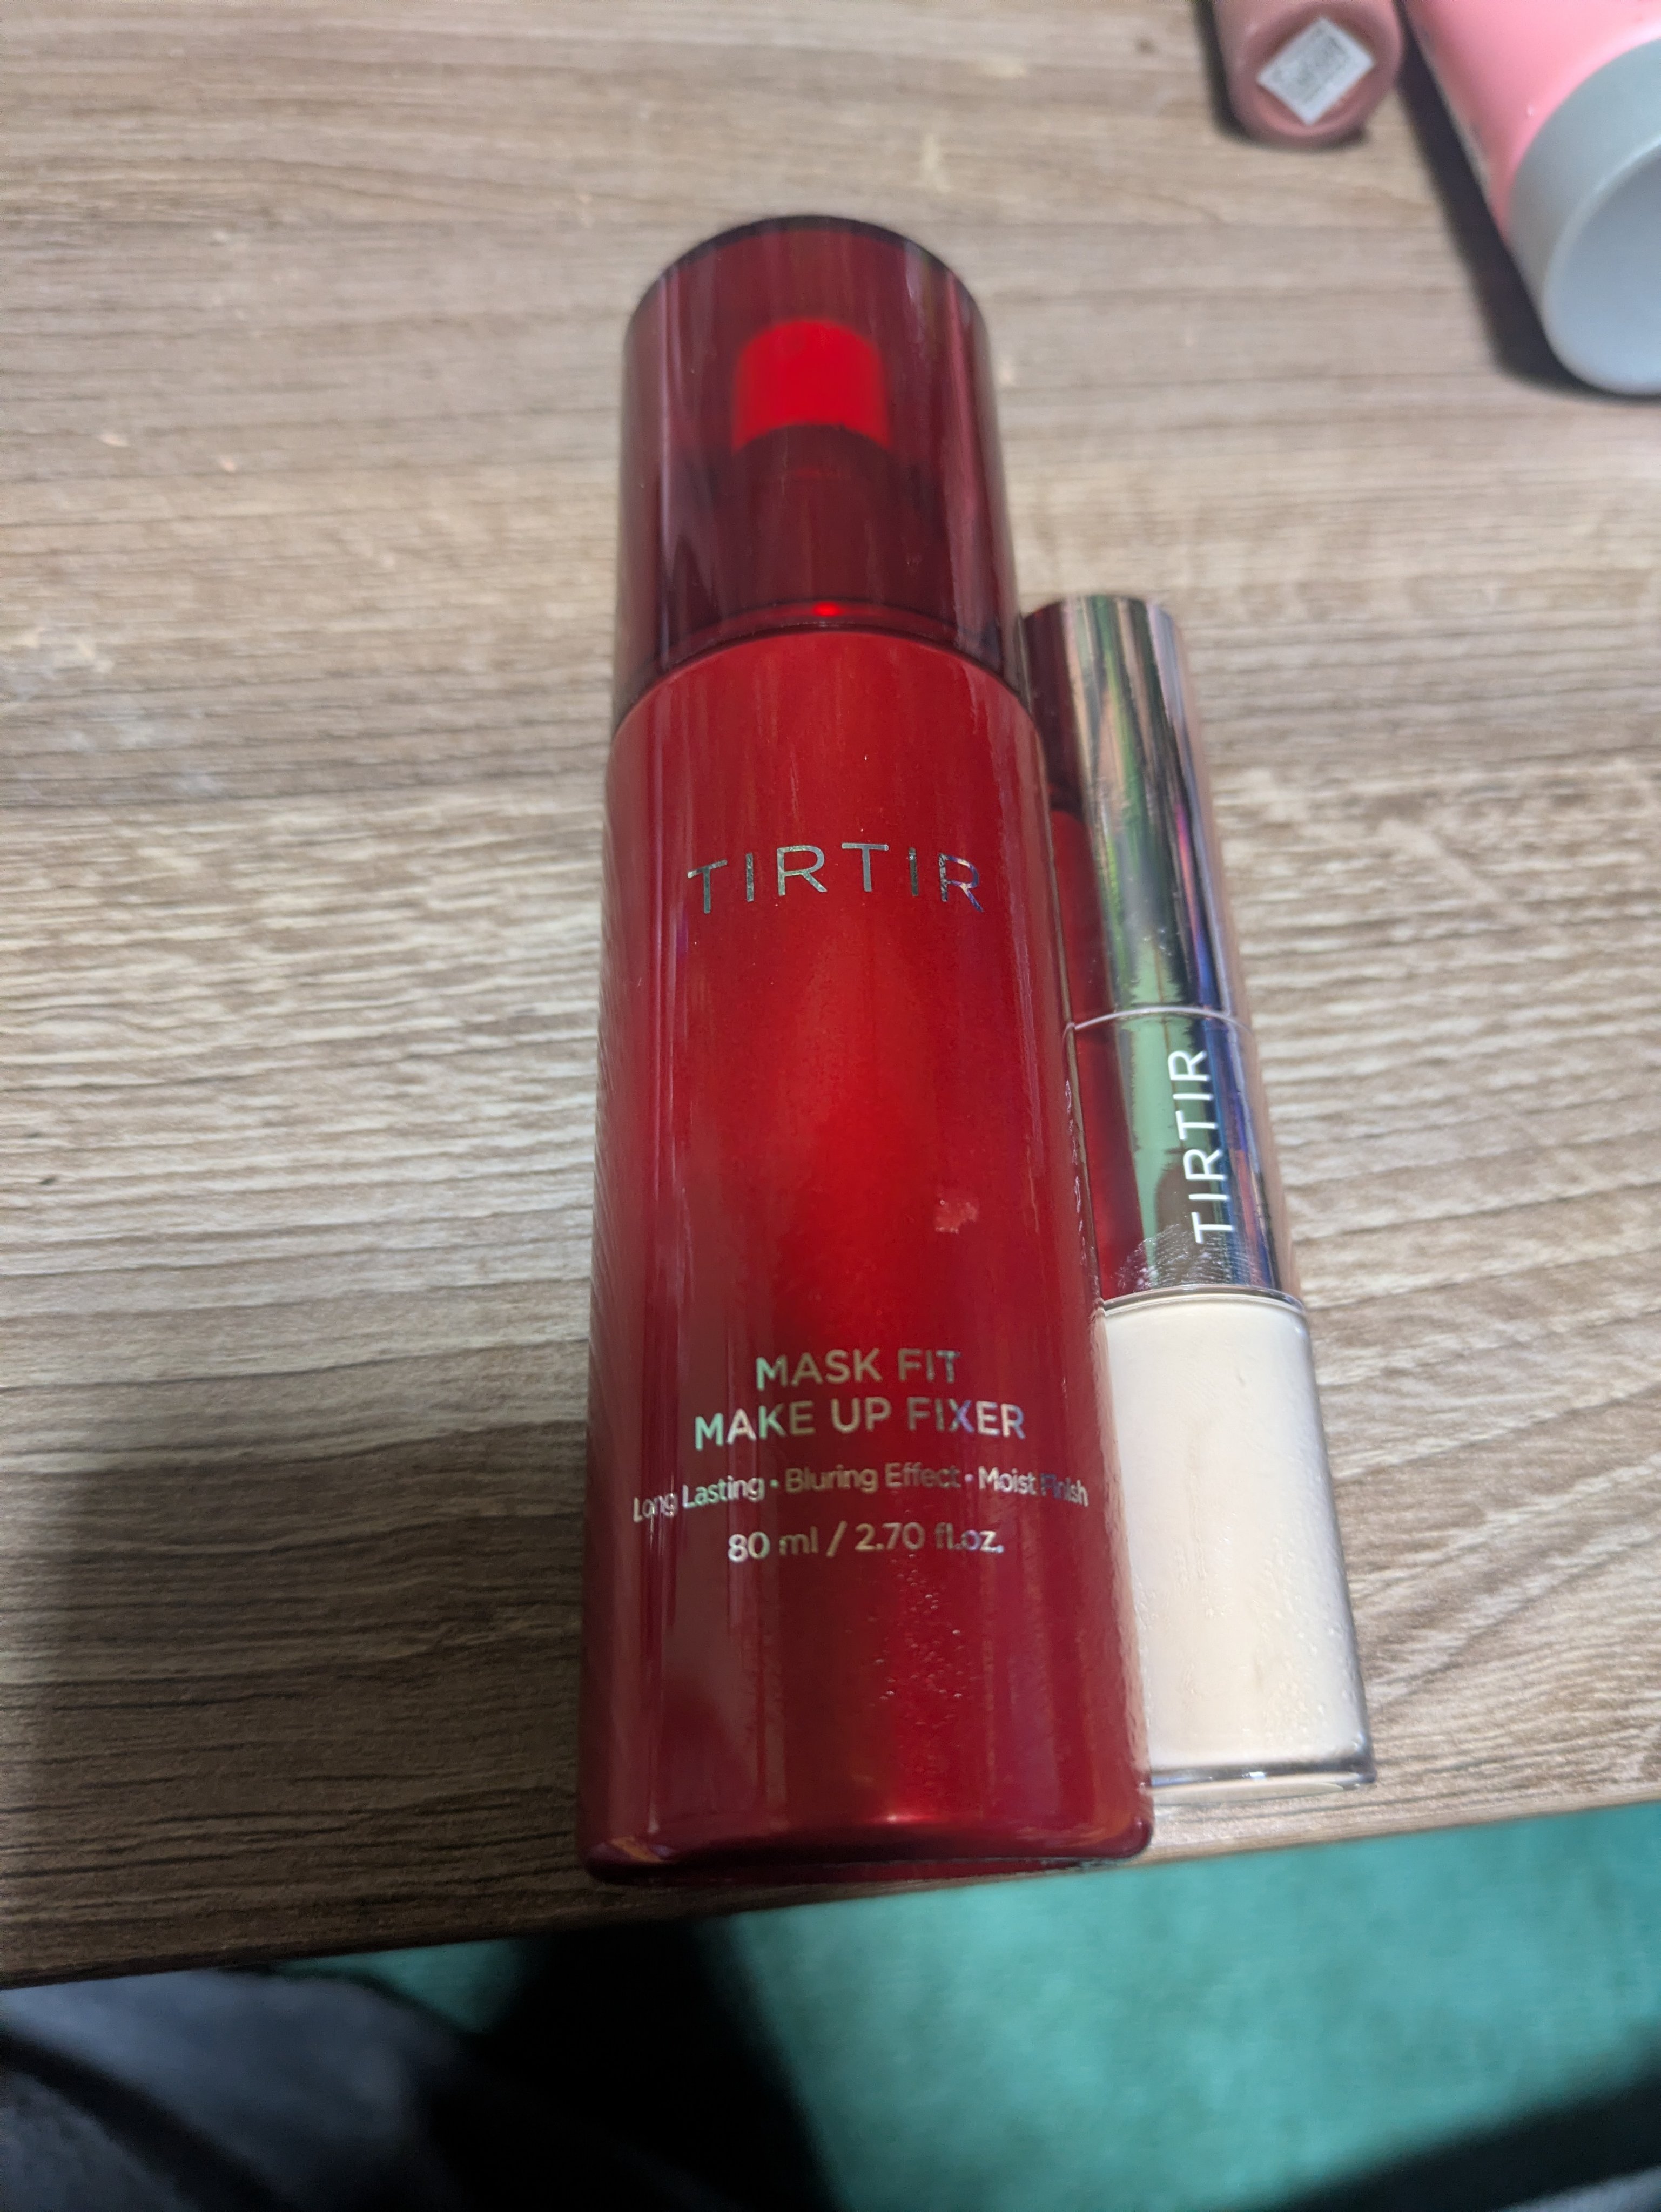 TIRTIR
MASK FIT
MAKE UP FIXER
Long Lasting • Bluring Effect • Moist Finish
80 ml / 2.70 fl.oz.
TIRTIR